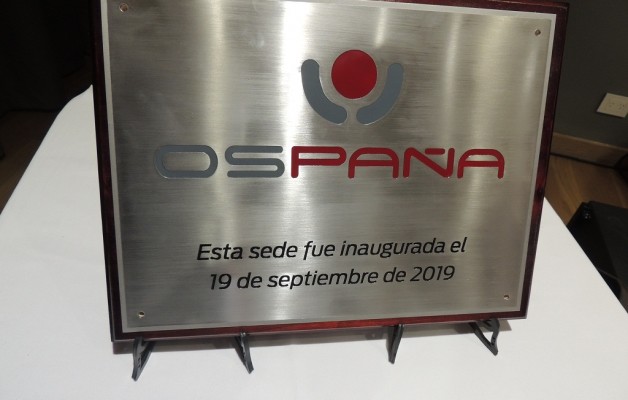 OSPAÑA
Esta sede fue inaugurada el
19 de septiembre de 2019